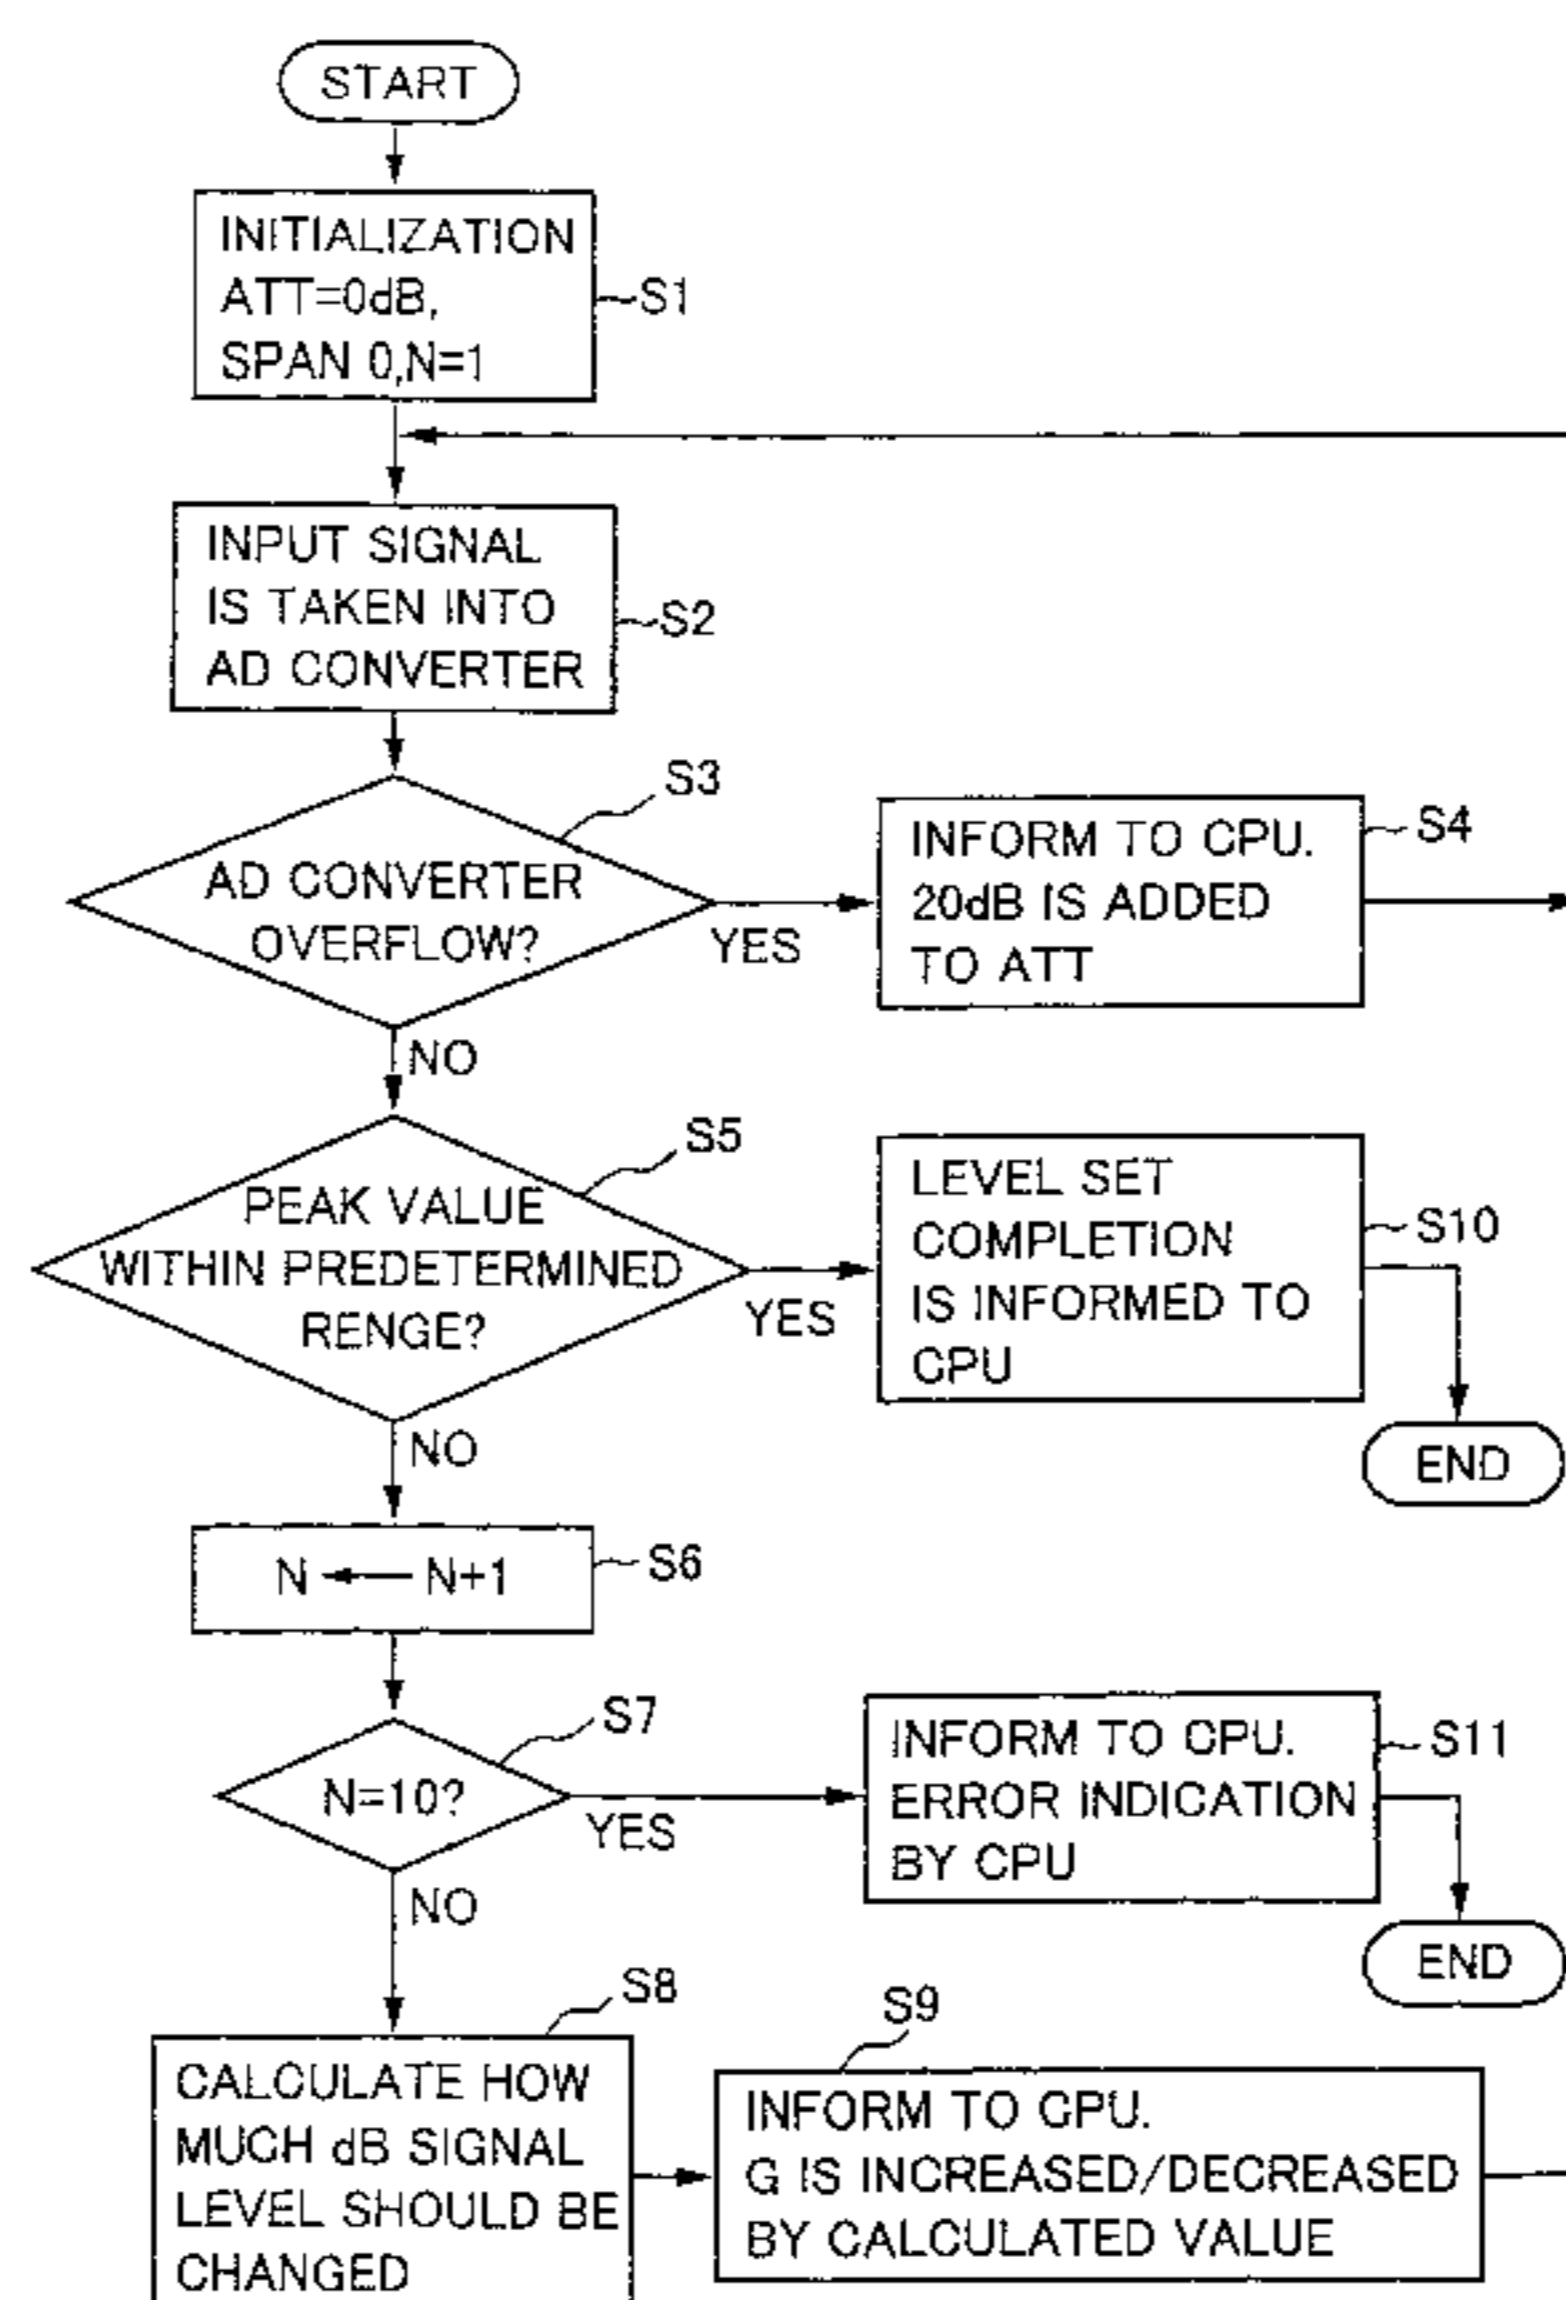 START
INITIALIZATION
ATT=0dB,
SPAN 0,N=1
S1
INPUT SIGNAL
IS TAKEN INTO
AD CONVERTER
S2
S3
AD CONVERTER
OVERFLOW?
YES
NO
INFORM TO CPU.
20dB IS ADDED
TO ATT
S4
S5
PEAK VALUE
WITHIN PREDETERMINED
RENGE?
YES
NO
LEVEL SET
COMPLETION
IS INFORMED TO
CPU
S10
END
N ← N+1
S6
S7
N=10?
YES
NO
INFORM TO CPU.
ERROR INDICATION
BY CPU
S11
END
S8
CALCULATE HOW
MUCH dB SIGNAL
LEVEL SHOULD BE
CHANGED
S9
INFORM TO CPU.
G IS INCREASED/DECREASED
BY CALCULATED VALUE